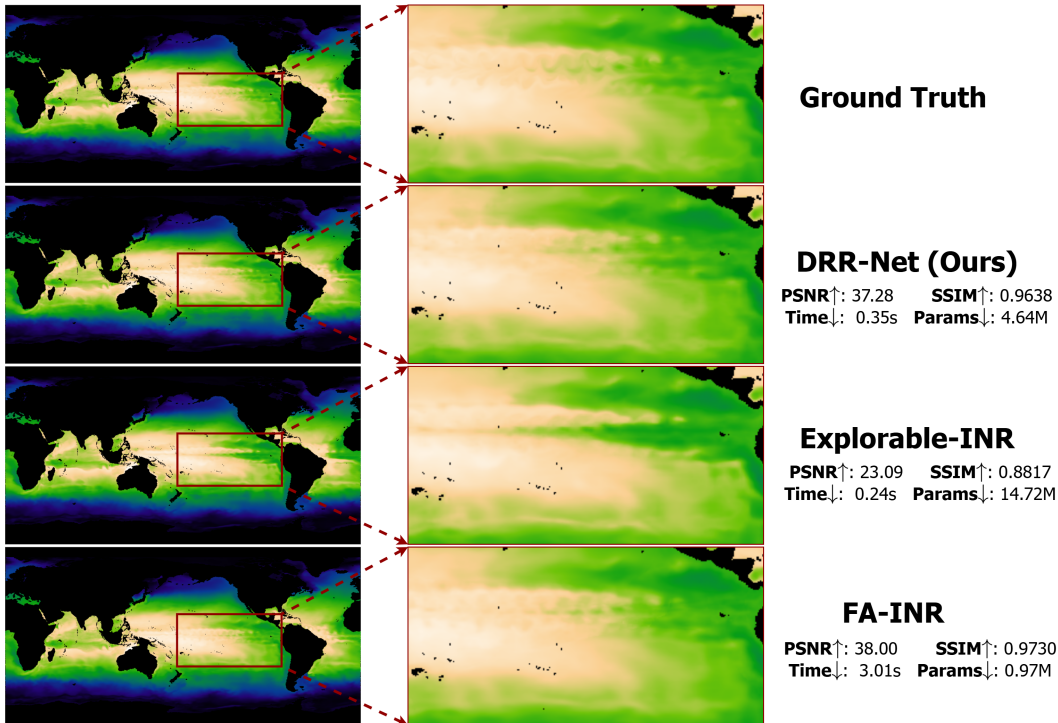 Ground Truth
DRR-Net (Ours)
PSNR↑: 37.28 SSIM↑: 0.9638
Time↓: 0.35s Params↓: 4.64M
Explorable-INR
PSNR↑: 23.09 SSIM↑: 0.8817
Time↓: 0.24s Params↓: 14.72M
FA-INR
PSNR↑: 38.00 SSIM↑: 0.9730
Time↓: 3.01s Params↓: 0.97M